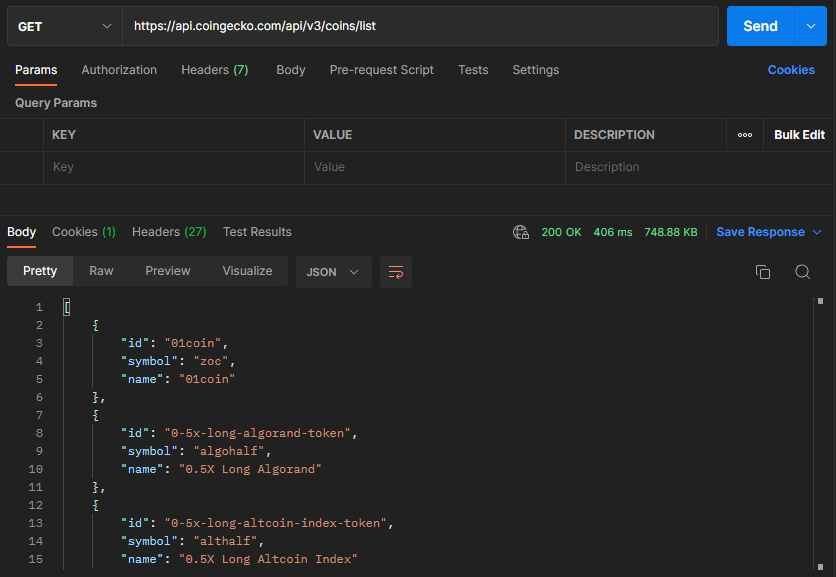 GET https://api.coingecko.com/api/v3/coins/list Send
Params Authorization Headers (7) Body Pre-request Script Tests Settings Cookies
Query Params
KEY VALUE DESCRIPTION ooo Bulk Edit
Key Value Description
Body Cookies (1) Headers (27) Test Results 200 OK 406 ms 748.88 KB Save Response
Pretty Raw Preview Visualize JSON
1 [
2 {
3 "id": "01coin",
4 "symbol": "zoc",
5 "name": "01coin"
6 },
7 {
8 "id": "0-5x-long-algorand-token",
9 "symbol": "algohalf",
10 "name": "0.5X Long Algorand"
11 },
12 {
13 "id": "0-5x-long-altcoin-index-token",
14 "symbol": "althalf",
15 "name": "0.5X Long Altcoin Index"